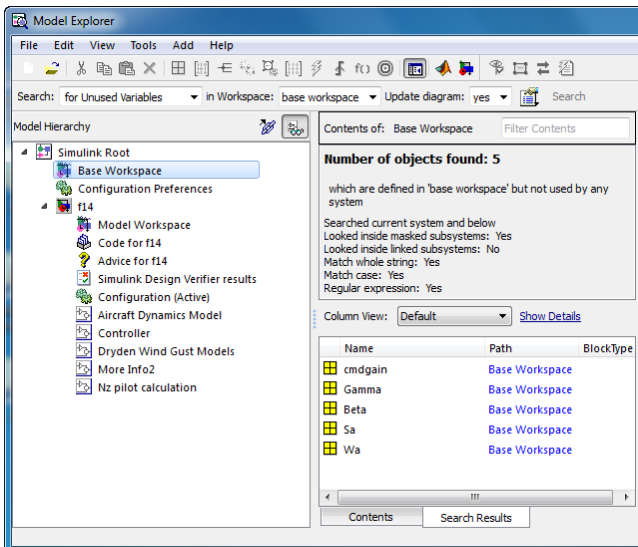 Model Explorer
File Edit View Tools Add Help
f()
Search: for Unused Variables in Workspace: base workspace Update diagram: yes Search
Model Hierarchy
Simulink Root
Base Workspace
Configuration Preferences
f14
Model Workspace
Code for f14
Advice for f14
Simulink Design Verifier results
Configuration (Active)
Aircraft Dynamics Model
Controller
Dryden Wind Gust Models
More Info2
Nz pilot calculation
Contents of: Base Workspace Filter Contents
Number of objects found: 5
which are defined in 'base workspace' but not used by any
system
Searched current system and below
Looked inside masked subsystems: Yes
Looked inside linked subsystems: No
Match whole string: Yes
Match case: Yes
Regular expression: Yes
Column View: Default Show Details
Name Path BlockType
cmdgain Base Workspace
Gamma Base Workspace
Beta Base Workspace
Sa Base Workspace
Wa Base Workspace
Contents Search Results